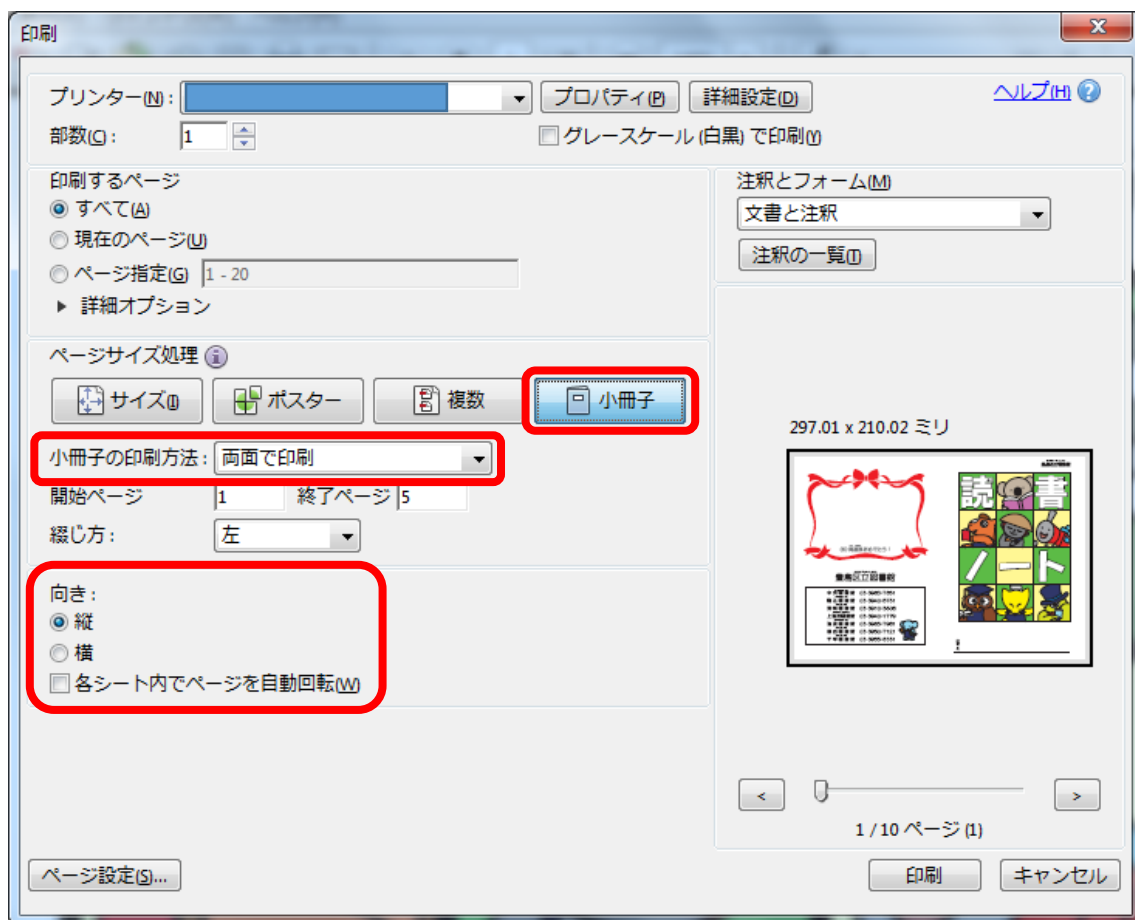 印刷
プリンター(N): プロパティ(P) 詳細設定(D) ヘルプ(H)
部数(C): 1 グレースケール (白黒) で印刷(Y)
印刷するページ
すべて(A)
現在のページ(U)
ページ指定(G) 1 - 20
詳細オプション
注釈とフォーム(M)
文書と注釈
注釈の一覧(T)
ページサイズ処理
サイズ(I) ポスター 複数 小冊子
小冊子の印刷方法: 両面で印刷
開始ページ 1 終了ページ 5
綴じ方: 左
向き:
縦
横
各シート内でページを自動回転(W)
297.01 x 210.02 ミリ
読書
ノート
豊島区立図書館
< >
1 / 10 ページ (1)
ページ設定(S)... 印刷 キャンセル